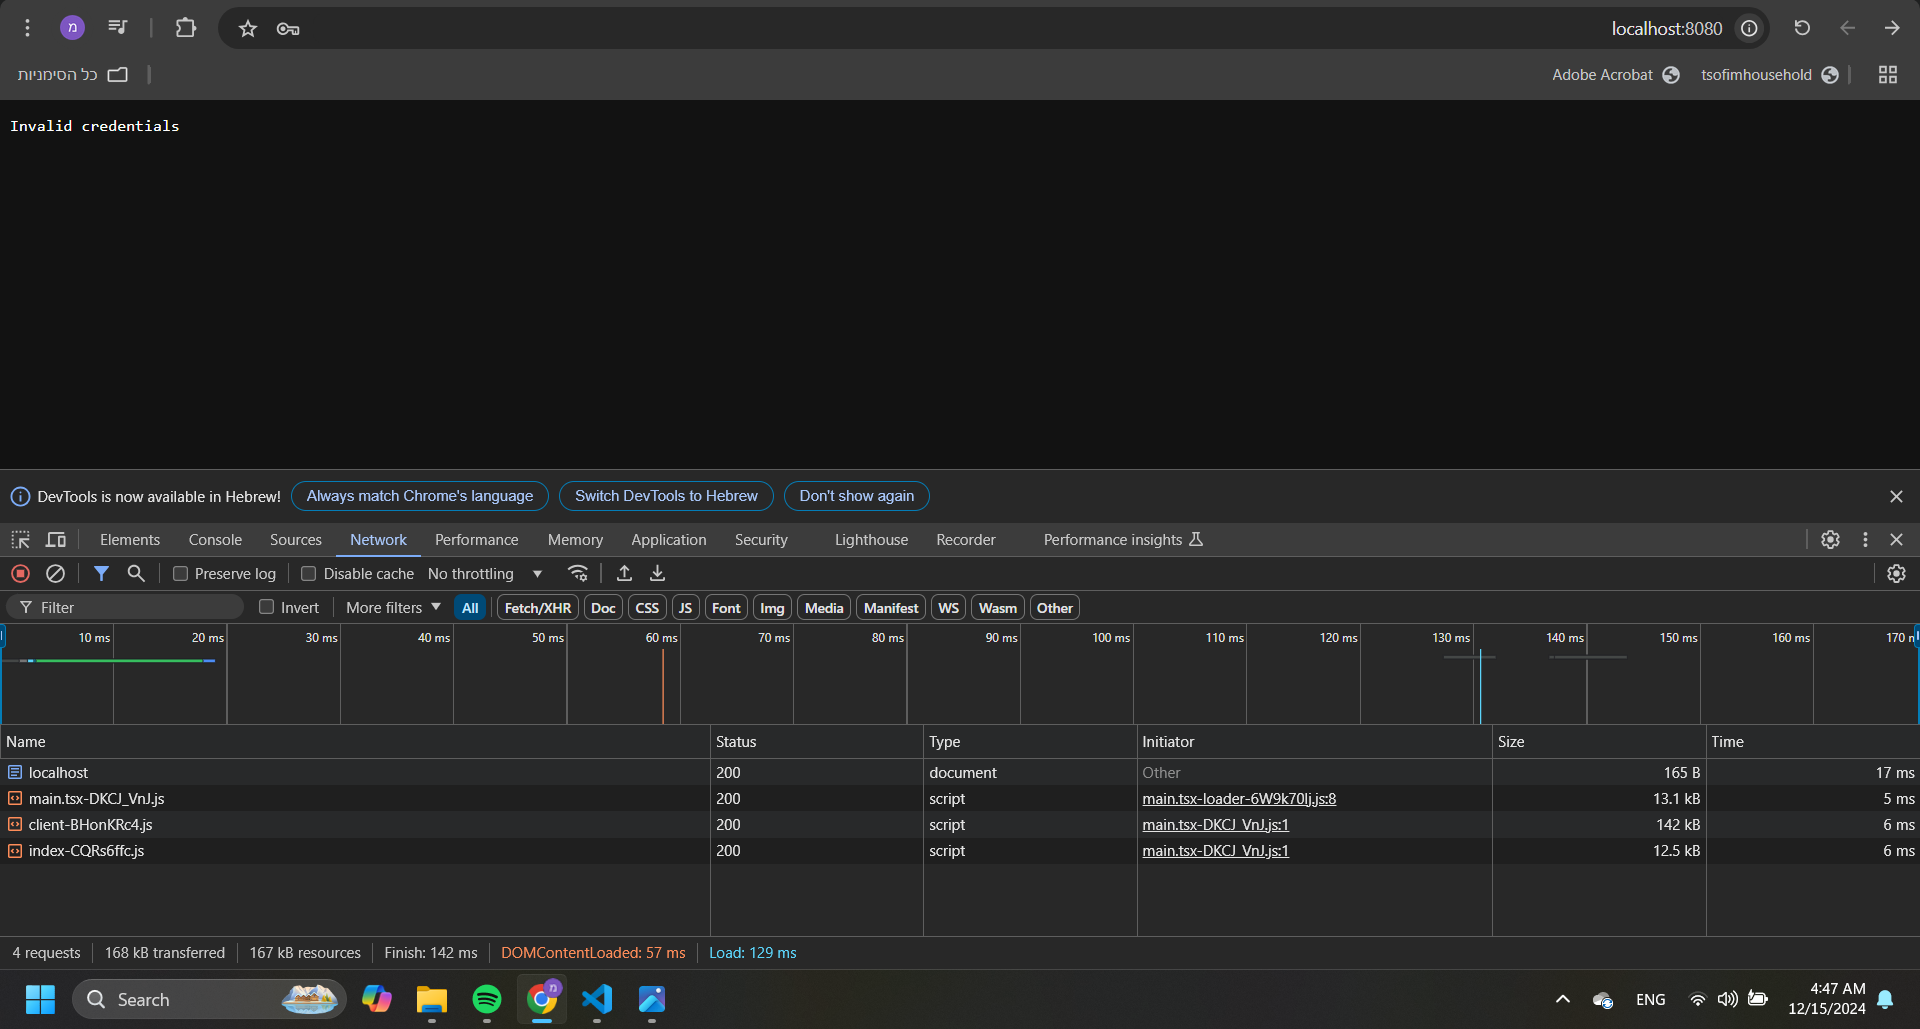 מ
localhost:8080
כל הסימניות
Adobe Acrobat
tsofimhousehold
Invalid credentials
DevTools is now available in Hebrew!
Always match Chrome's language
Switch DevTools to Hebrew
Don't show again
Elements Console Sources Network Performance Memory Application Security Lighthouse Recorder Performance insights
Preserve log Disable cache No throttling
Filter Invert More filters All Fetch/XHR Doc CSS JS Font Img Media Manifest WS Wasm Other
10 ms 20 ms 30 ms 40 ms 50 ms 60 ms 70 ms 80 ms 90 ms 100 ms 110 ms 120 ms 130 ms 140 ms 150 ms 160 ms 170 n
Name Status Type Initiator Size Time
localhost 200 document Other 165 B 17 ms
main.tsx-DKCJ_VnJ.js 200 script main.tsx-loader-6W9k70lj.js:8 13.1 kB 5 ms
client-BHonKRc4.js 200 script main.tsx-DKCJ_VnJ.js:1 142 kB 6 ms
index-CQRs6ffc.js 200 script main.tsx-DKCJ_VnJ.js:1 12.5 kB 6 ms
4 requests 168 kB transferred 167 kB resources Finish: 142 ms DOMContentLoaded: 57 ms Load: 129 ms
Search
מ
ENG
4:47 AM
12/15/2024